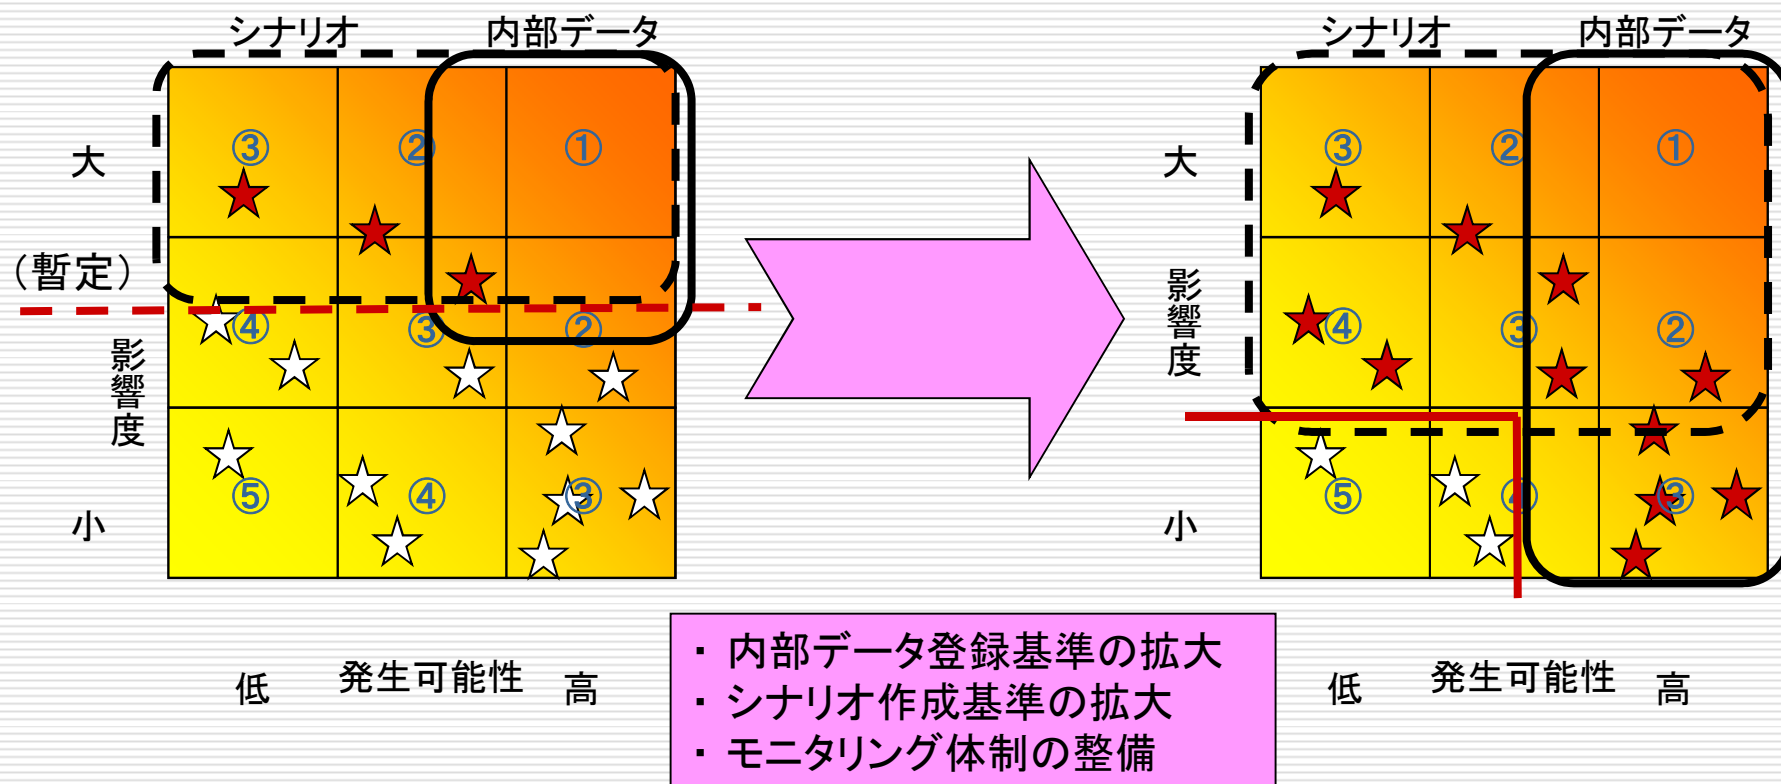 シナリオ
内部データ
大
③
②
①
(暫定)
④
③
②
影響度
⑤
④
③
小
低
発生可能性
高
・ 内部データ登録基準の拡大
・ シナリオ作成基準の拡大
・ モニタリング体制の整備
シナリオ
内部データ
大
③
②
①
影響度
④
③
②
⑤
④
③
小
低
発生可能性
高